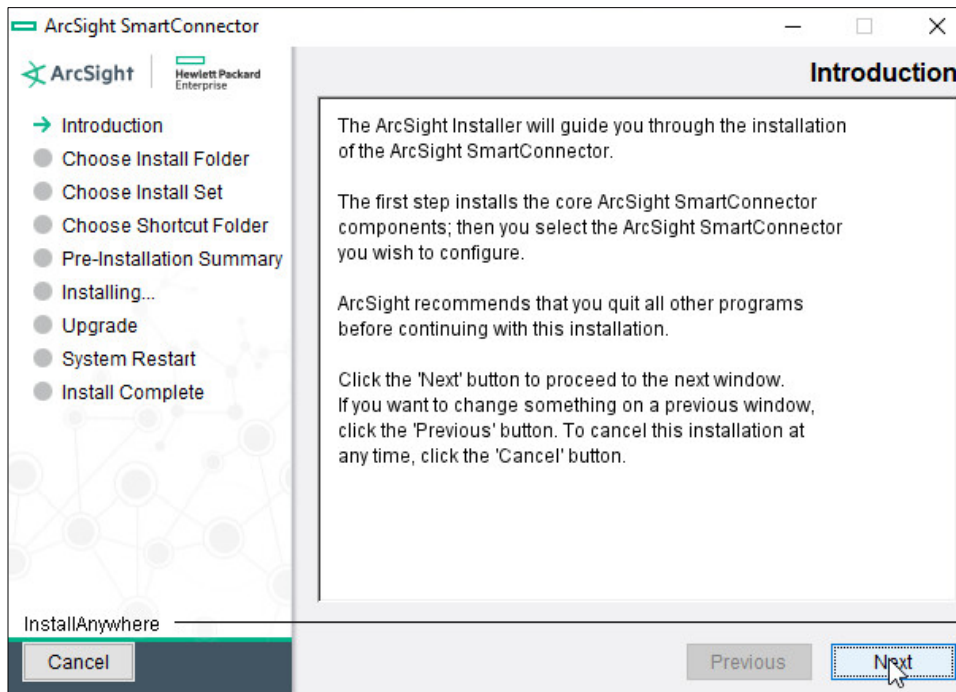 ArcSight SmartConnector
ArcSight
Hewlett Packard
Enterprise
Introduction
Choose Install Folder
Choose Install Set
Choose Shortcut Folder
Pre-Installation Summary
Installing...
Upgrade
System Restart
Install Complete
Introduction
The ArcSight Installer will guide you through the installation
of the ArcSight SmartConnector.
The first step installs the core ArcSight SmartConnector
components; then you select the ArcSight SmartConnector
you wish to configure.
ArcSight recommends that you quit all other programs
before continuing with this installation.
Click the 'Next' button to proceed to the next window.
If you want to change something on a previous window,
click the 'Previous' button. To cancel this installation at
any time, click the 'Cancel' button.
InstallAnywhere
Cancel
Previous
Next